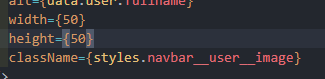 alt={data.user.fullname}
width={50}
height={50}
className={styles.navbar__user__image}
>